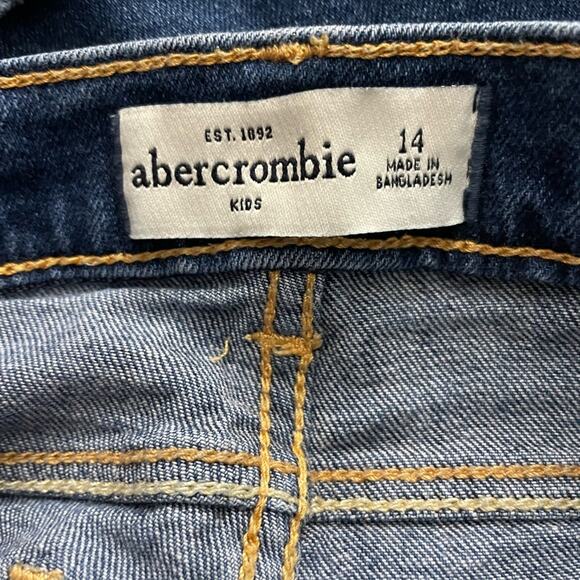 EST. 1892
abercrombie
KIDS
14
MADE IN
BANGLADESH